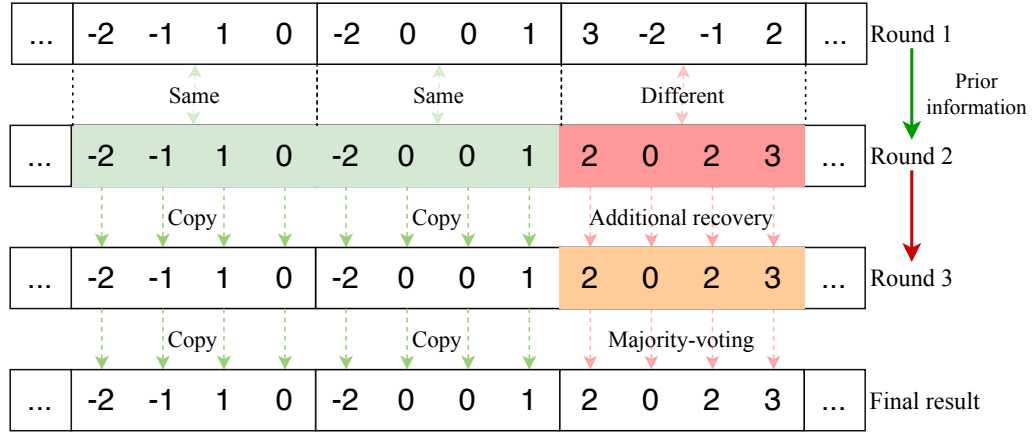 ... -2 -1 1 0 -2 0 0 1 3 -2 -1 2 ... Round 1
Same Same Different Prior
information
... -2 -1 1 0 -2 0 0 1 2 0 2 3 ... Round 2
Copy Copy Additional recovery
... -2 -1 1 0 -2 0 0 1 2 0 2 3 ... Round 3
Copy Copy Majority-voting
... -2 -1 1 0 -2 0 0 1 2 0 2 3 ... Final result